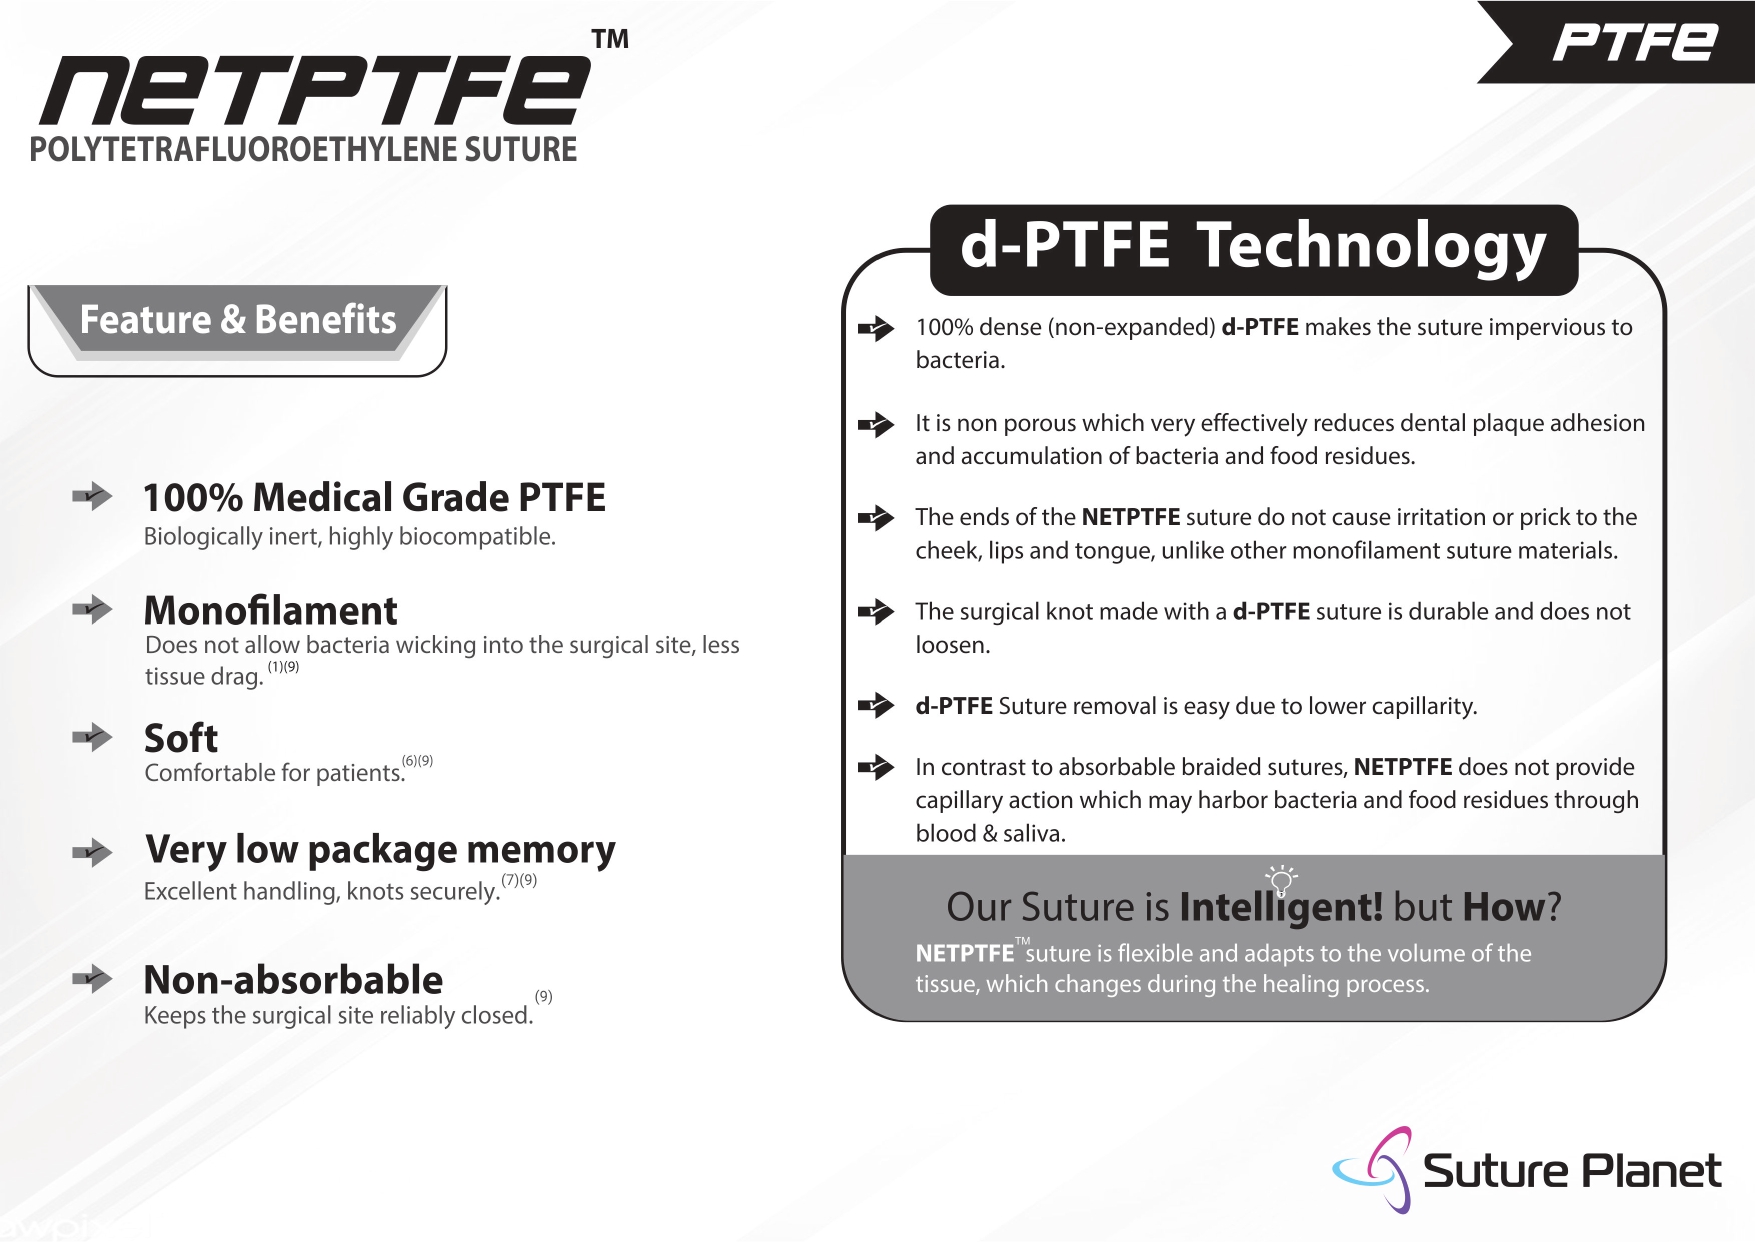 NETPTFE™
POLYTETRAFLUOROETHYLENE SUTURE
PTFE
Feature & Benefits
100% Medical Grade PTFE
Biologically inert, highly biocompatible.
Monofilament
Does not allow bacteria wicking into the surgical site, less
tissue drag. (1)(9)
Soft
Comfortable for patients.(6)(9)
Very low package memory
Excellent handling, knots securely.(7)(9)
Non-absorbable
Keeps the surgical site reliably closed.(9)
d-PTFE Technology
100% dense (non-expanded) d-PTFE makes the suture impervious to
bacteria.
It is non porous which very effectively reduces dental plaque adhesion
and accumulation of bacteria and food residues.
The ends of the NETPTFE suture do not cause irritation or prick to the
cheek, lips and tongue, unlike other monofilament suture materials.
The surgical knot made with a d-PTFE suture is durable and does not
loosen.
d-PTFE Suture removal is easy due to lower capillarity.
In contrast to absorbable braided sutures, NETPTFE does not provide
capillary action which may harbor bacteria and food residues through
blood & saliva.
Our Suture is Intelligent! but How?
NETPTFE™suture is flexible and adapts to the volume of the
tissue, which changes during the healing process.
Suture Planet